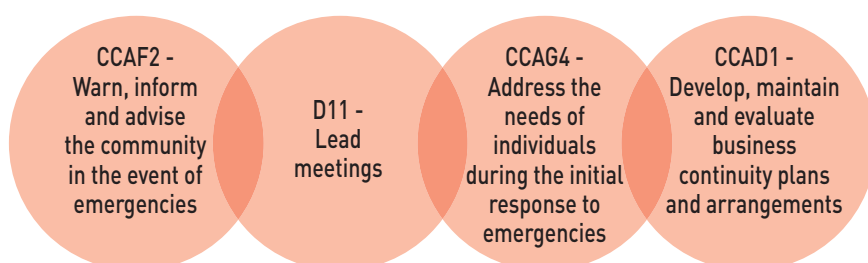 CCAF2 -
Warn, inform
and advise
the community
in the event of
emergencies
D11 -
Lead
meetings
CCAG4 -
Address the
needs of
individuals
during the initial
response to
emergencies
CCAD1 -
Develop, maintain
and evaluate
business
continuity plans
and arrangements